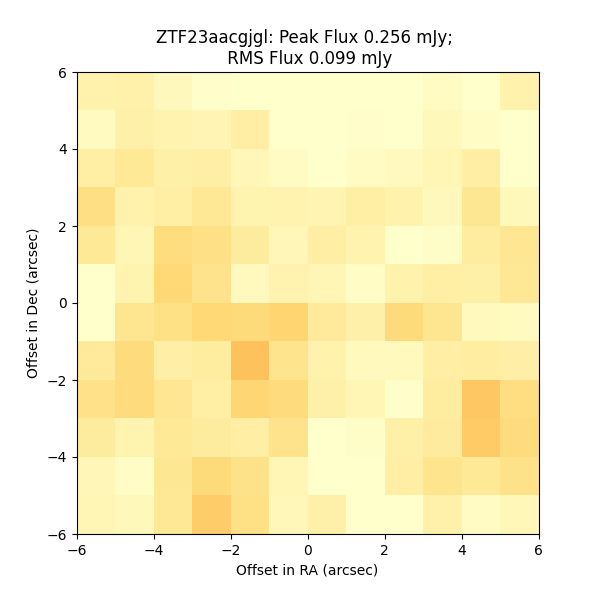 ZTF23aacgjgl: Peak Flux 0.256 mJy;
RMS Flux 0.099 mJy
6
4
2
0
−2
−4
−6
Offset in Dec (arcsec)
−6 −4 −2 0 2 4 6
Offset in RA (arcsec)